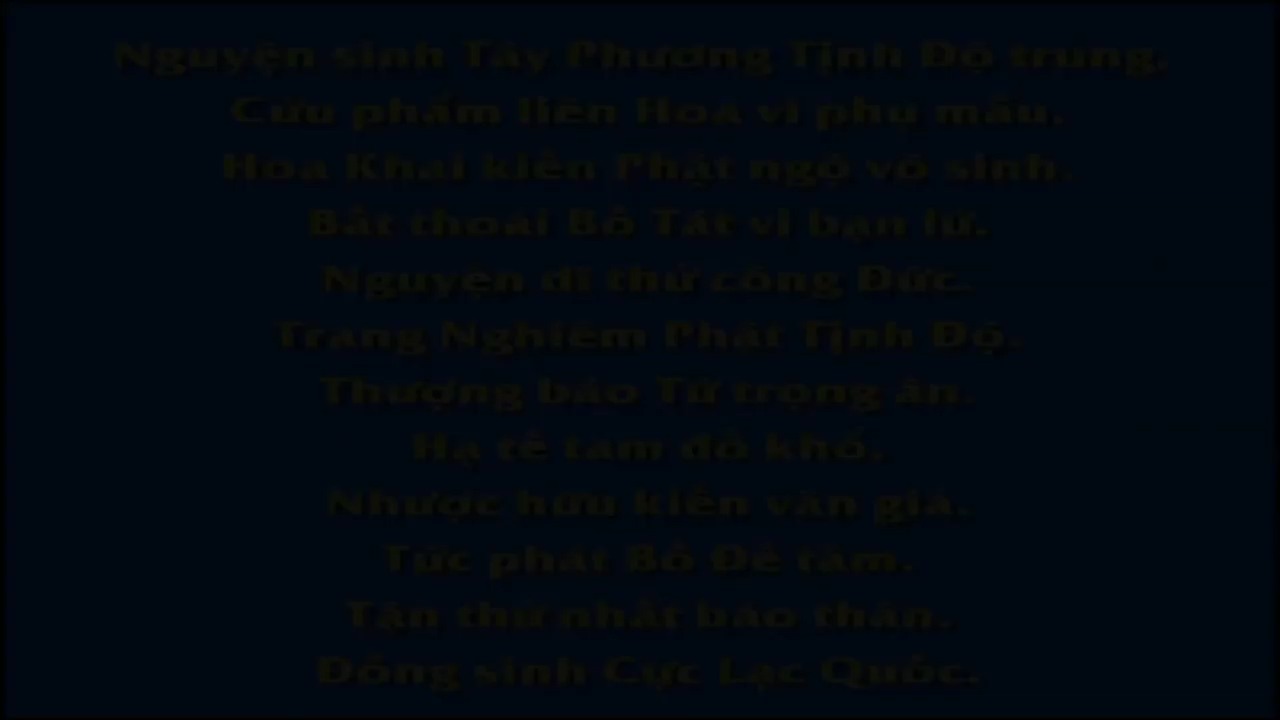 Nguyện sinh Tây Phương Tịnh Độ trung,
Cửu phẩm liên Hoa vi phụ mẫu.
Hoa Khai kiến Phật ngộ vô sinh.
Bất thoái Bồ Tát vi bạn lữ.
Nguyện dĩ thử công Đức.
Trang Nghiêm Phật Tịnh Độ.
Thượng báo Tứ trọng ân.
Hạ tế tam đồ khổ.
Nhược hữu kiến văn giả.
Tức phát Bồ Đề tâm.
Tận thử nhất báo thân.
Đồng sinh Cực Lạc Quốc.